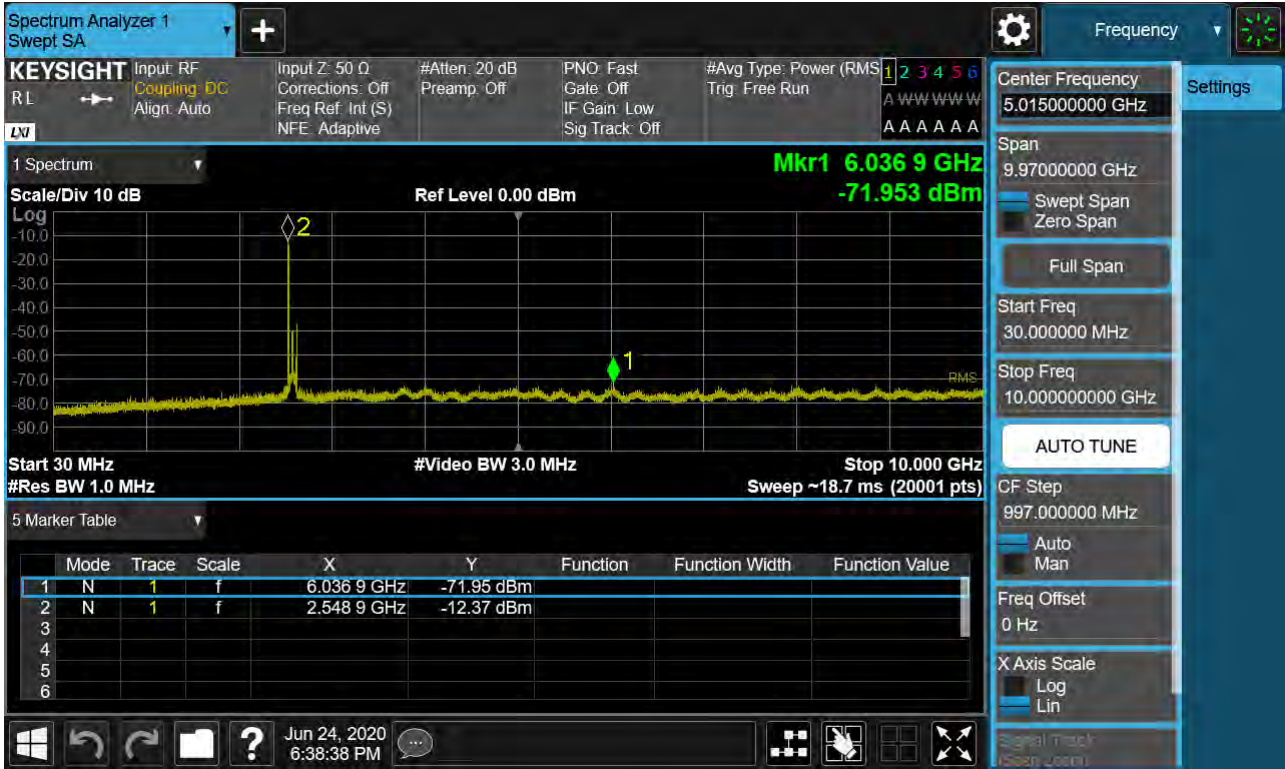 Spectrum Analyzer 1
Swept SA
Frequency
KEYSIGHT
RL
LXI
Input: RF
Coupling: DC
Align: Auto
Input Z: 50 Ω
Corrections: Off
Freq Ref: Int (S)
NFE: Adaptive
#Atten: 20 dB
Preamp: Off
PNO: Fast
Gate: Off
IF Gain: Low
Sig Track: Off
#Avg Type: Power (RMS
Trig: Free Run
1 2 3 4 5 6
A W W W W W
A A A A A A
1 Spectrum
Mkr1 6.036 9 GHz
Scale/Div 10 dB
Ref Level 0.00 dBm
-71.953 dBm
Log
-10.0
-20.0
-30.0
-40.0
-50.0
-60.0
-70.0
-80.0
-90.0
2
1
RMS
Start 30 MHz
#Video BW 3.0 MHz
Stop 10.000 GHz
#Res BW 1.0 MHz
Sweep ~18.7 ms (20001 pts)
5 Marker Table
Mode Trace Scale X Y Function Function Width Function Value
1 N 1 f 6.036 9 GHz -71.95 dBm
2 N 1 f 2.548 9 GHz -12.37 dBm
3
4
5
6
Jun 24, 2020
6:38:38 PM
Center Frequency
5.015000000 GHz
Settings
Span
9.97000000 GHz
Swept Span
Zero Span
Full Span
Start Freq
30.000000 MHz
Stop Freq
10.000000000 GHz
AUTO TUNE
CF Step
997.000000 MHz
Auto
Man
Freq Offset
0 Hz
X Axis Scale
Log
Lin
Signal Track
(Span Zoom)